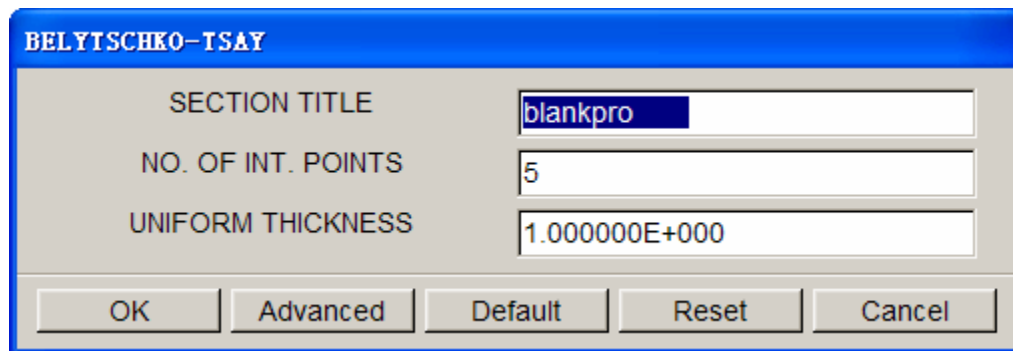 BELYTSCHKO-TSAY
SECTION TITLE blankpro
NO. OF INT. POINTS 5
UNIFORM THICKNESS 1.000000E+000
OK Advanced Default Reset Cancel